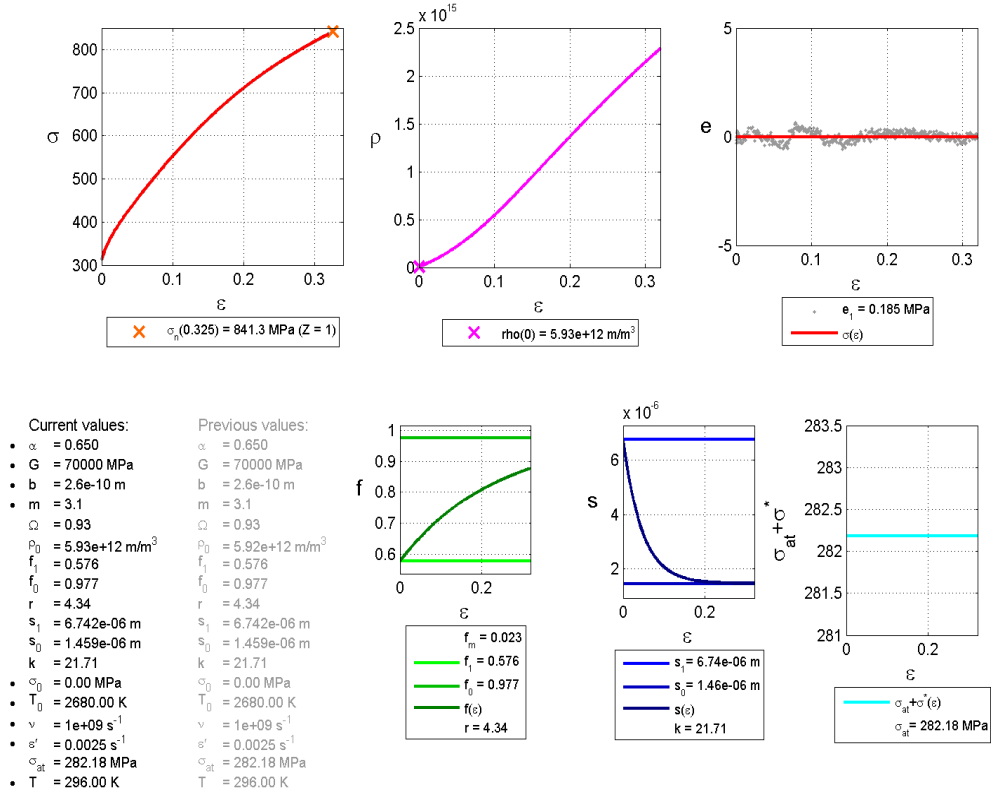 850
800
700
600
500
400
300
0
0.1
0.2
0.3
σ
ε
σn(0.325) = 841.3 MPa (Z = 1)
x 10^15
2.5
2
1.5
1
0.5
0
0
0.1
0.2
0.3
ρ
ε
rho(0) = 5.93e+12 m/m^3
5
0
-5
0
0.1
0.2
0.3
e
ε
e1 = 0.185 MPa
σ(ε)
Current values:
• α = 0.650
• G = 70000 MPa
• b = 2.6e-10 m
• m = 3.1
Ω = 0.93
ρ0 = 5.93e+12 m/m^3
f1 = 0.576
f0 = 0.977
r = 4.34
s1 = 6.742e-06 m
s0 = 1.459e-06 m
k = 21.71
• σ0 = 0.00 MPa
• T0 = 2680.00 K
• ν = 1e+09 s^-1
• ε' = 0.0025 s^-1
σat = 282.18 MPa
• T = 296.00 K
Previous values:
α = 0.650
G = 70000 MPa
b = 2.6e-10 m
m = 3.1
Ω = 0.93
ρ0 = 5.92e+12 m/m^3
f1 = 0.576
f0 = 0.977
r = 4.34
s1 = 6.742e-06 m
s0 = 1.459e-06 m
k = 21.71
σ0 = 0.00 MPa
T0 = 2680.00 K
ν = 1e+09 s^-1
ε' = 0.0025 s^-1
σat = 282.18 MPa
T = 296.00 K
1
0.9
0.8
0.7
0.6
0
0.2
f
ε
fm = 0.023
f1 = 0.576
f0 = 0.977
f(ε)
r = 4.34
x 10^-6
6
4
2
0
0.2
s
ε
s1 = 6.74e-06 m
s0 = 1.46e-06 m
s(ε)
k = 21.71
283.5
283
282.5
282
281.5
281
0
0.2
σat+σ*
ε
σat+σ*(ε)
σat = 282.18 MPa